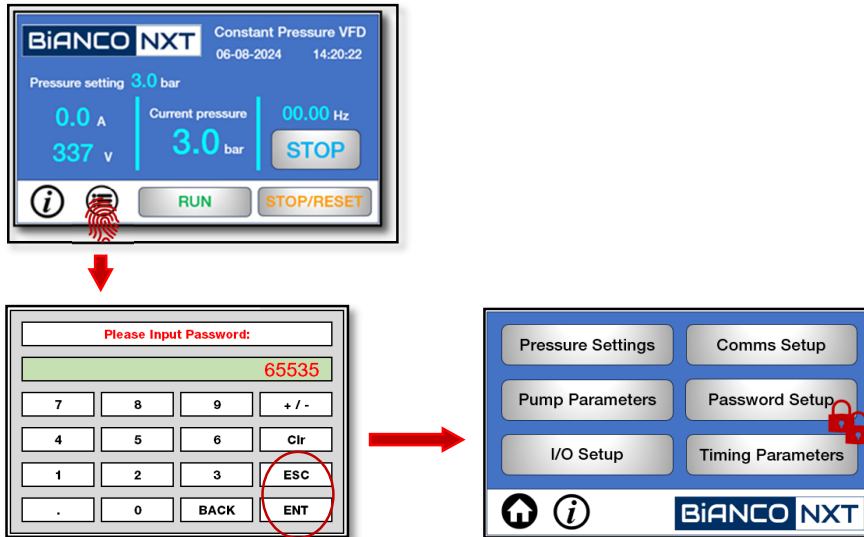 BiANCO NXT
Constant Pressure VFD
06-08-2024 14:20:22
Pressure setting 3.0 bar
0.0 A
337 V
Current pressure
3.0 bar
00.00 Hz
STOP
i
RUN
STOP/RESET
Please Input Password:
65535
7 8 9 +/-
4 5 6 Clr
1 2 3 ESC
. 0 BACK ENT
Pressure Settings
Comms Setup
Pump Parameters
Password Setup
I/O Setup
Timing Parameters
i
BiANCO NXT